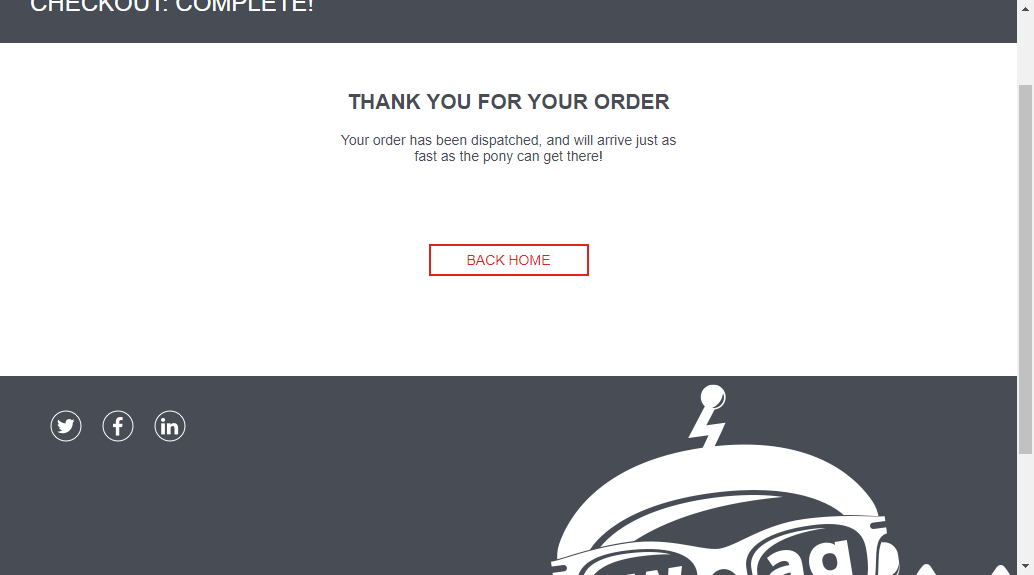 CHECKOUT: COMPLETE!
THANK YOU FOR YOUR ORDER
Your order has been dispatched, and will arrive just as
fast as the pony can get there!
BACK HOME